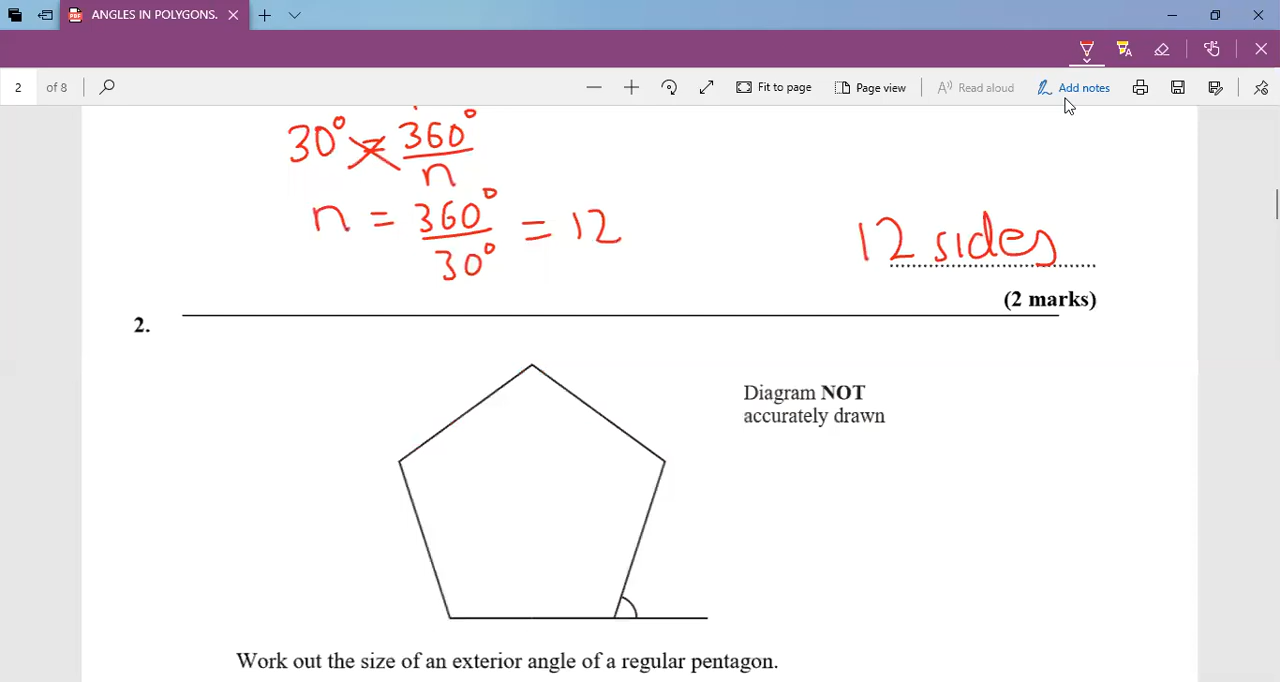 ANGLES IN POLYGONS.
2 of 8 Fit to page Page view Read aloud Add notes
30° = 360°
n
n = 360° = 12
30°
12 sides
(2 marks)
2.
Diagram NOT
accurately drawn
Work out the size of an exterior angle of a regular pentagon.